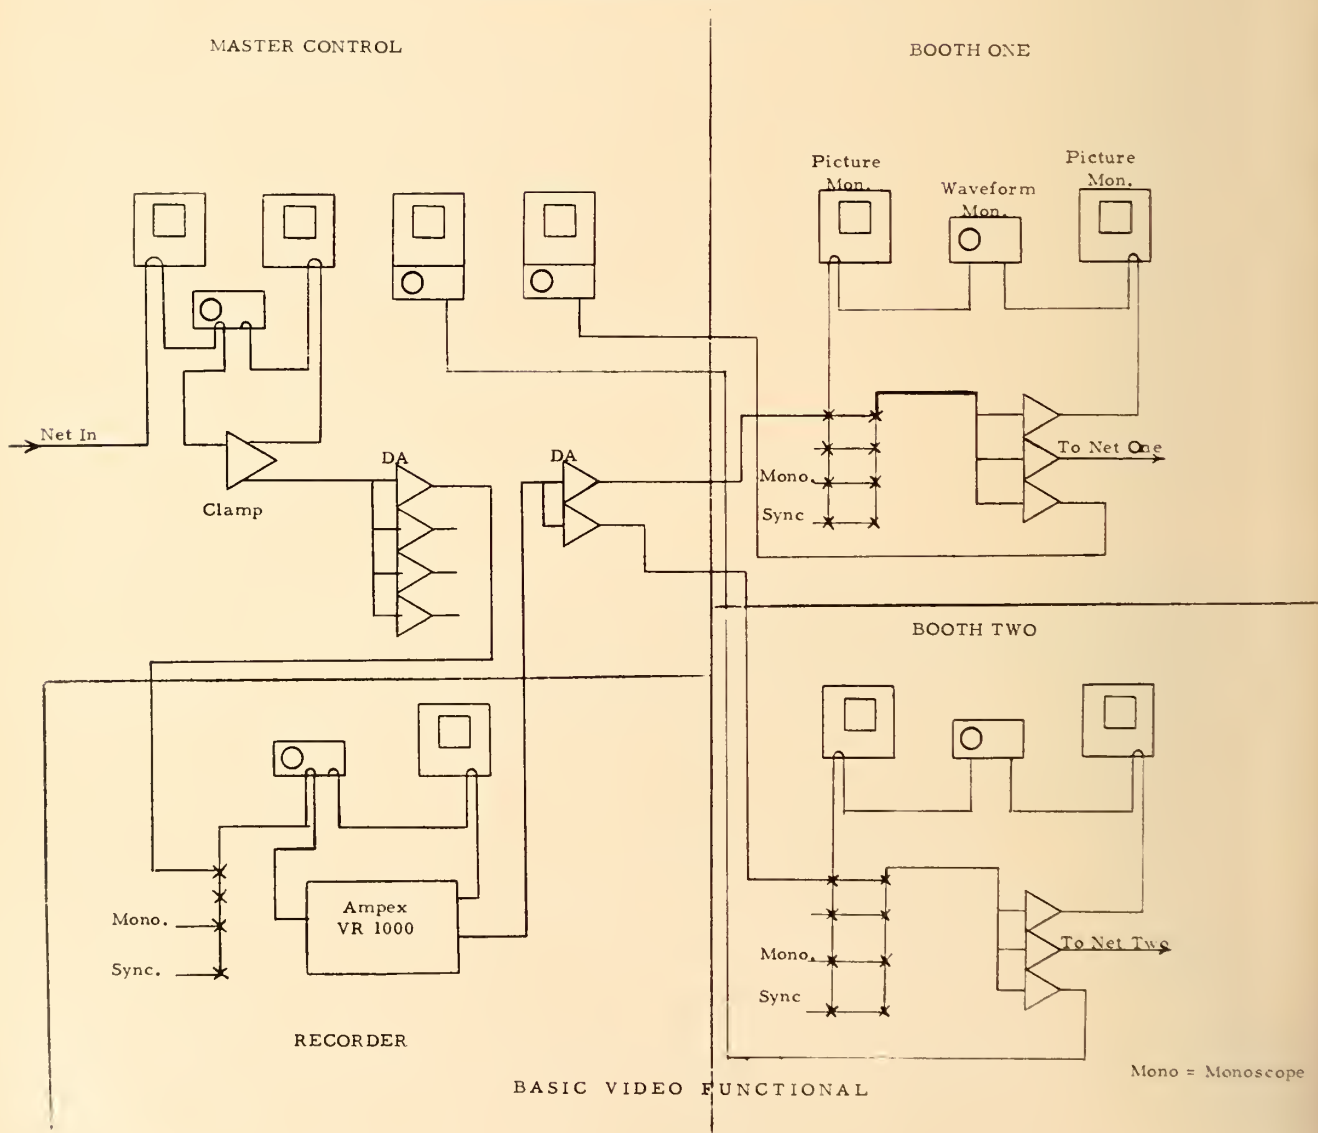 MASTER CONTROL
BOOTH ONE
Picture
Mon.
Waveform
Mon.
Picture
Mon.
Net In
Clamp
DA
DA
Mono.
Sync
To Net One
BOOTH TWO
Mono.
Sync.
Ampex
VR 1000
RECORDER
Mono.
Sync
To Net Two
Mono = Monoscope
BASIC VIDEO FUNCTIONAL